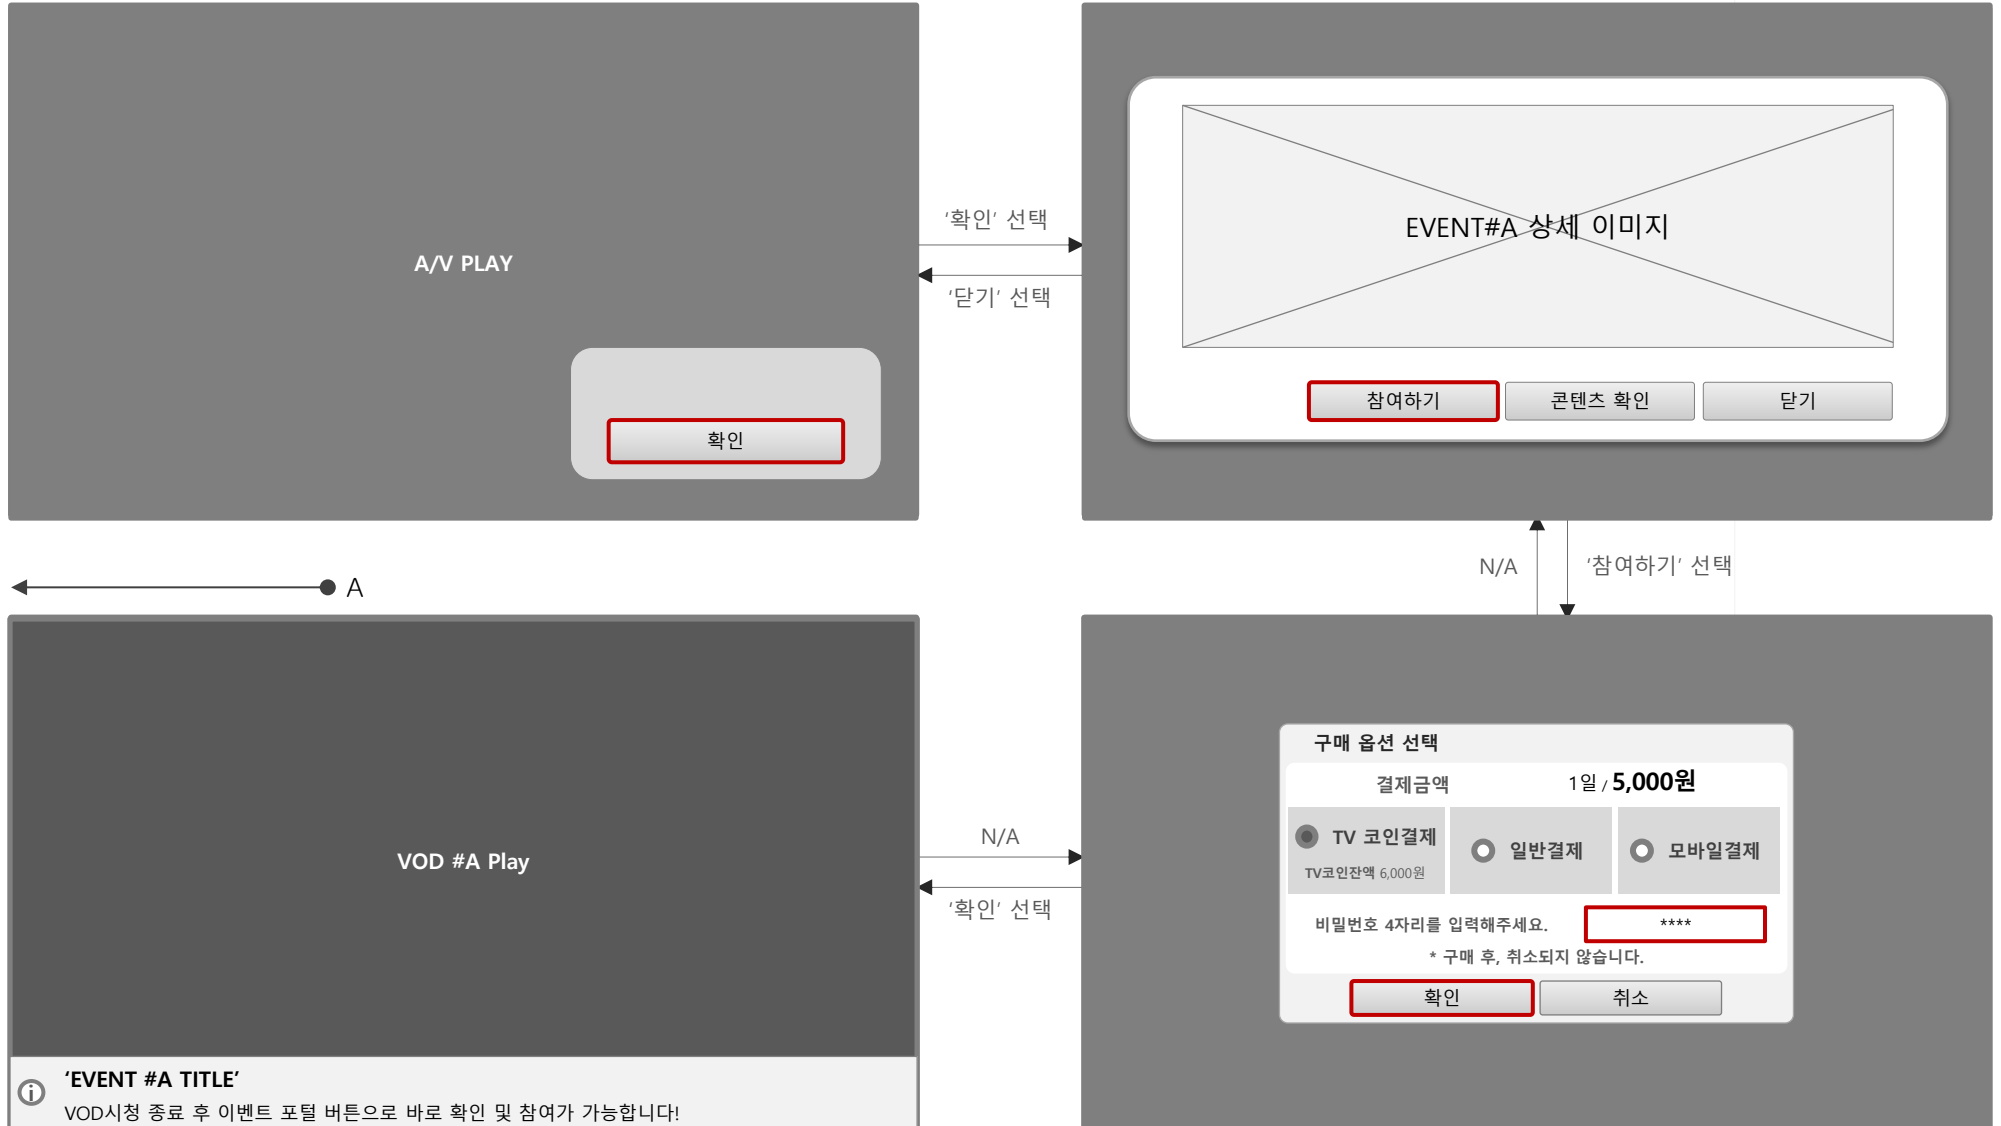 A/V PLAY
확인
‘확인’ 선택
‘닫기’ 선택
EVENT#A 상세 이미지
참여하기
콘텐츠 확인
닫기
N/A
‘참여하기’ 선택
A
VOD #A Play
‘EVENT #A TITLE’
VOD시청 종료 후 이벤트 포털 버튼으로 바로 확인 및 참여가 가능합니다!
N/A
‘확인’ 선택
구매 옵션 선택
결제금액 1일 / 5,000원
TV 코인결제
TV코인잔액 6,000원
일반결제
모바일결제
비밀번호 4자리를 입력해주세요. ****
* 구매 후, 취소되지 않습니다.
확인
취소